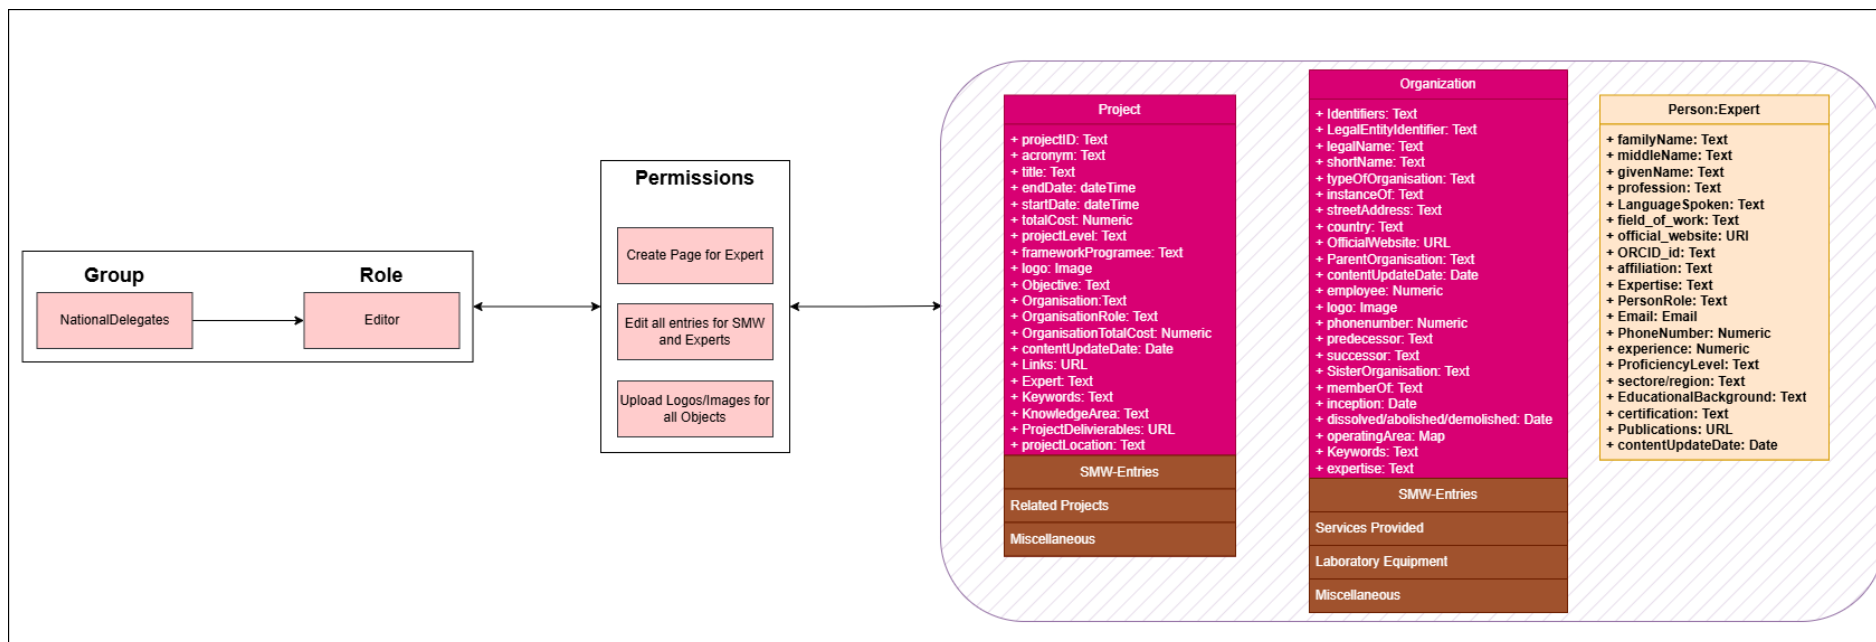 Group
NationalDelegates
Role
Editor
Permissions
Create Page for Expert
Edit all entries for SMW
and Experts
Upload Logos/Images for
all Objects
Project
+ projectID: Text
+ acronym: Text
+ title: Text
+ endDate: dateTime
+ startDate: dateTime
+ totalCost: Numeric
+ projectLevel: Text
+ frameworkProgramee: Text
+ logo: Image
+ Objective: Text
+ Organisation:Text
+ OrganisationRole: Text
+ OrganisationTotalCost: Numeric
+ contentUpdateDate: Date
+ Links: URL
+ Expert: Text
+ Keywords: Text
+ KnowledgeArea: Text
+ ProjectDelivierables: URL
+ projectLocation: Text
SMW-Entries
Related Projects
Miscellaneous
Organization
+ Identifiers: Text
+ LegalEntityIdentifier: Text
+ legalName: Text
+ shortName: Text
+ typeOfOrganisation: Text
+ instanceOf: Text
+ streetAddress: Text
+ country: Text
+ OfficialWebsite: URL
+ ParentOrganisation: Text
+ contentUpdateDate: Date
+ employee: Numeric
+ logo: Image
+ phonenumber: Numeric
+ predecessor: Text
+ successor: Text
+ SisterOrganisation: Text
+ memberOf: Text
+ inception: Date
+ dissolved/abolished/demolished: Date
+ operatingArea: Map
+ Keywords: Text
+ expertise: Text
SMW-Entries
Services Provided
Laboratory Equipment
Miscellaneous
Person:Expert
+ familyName: Text
+ middleName: Text
+ givenName: Text
+ profession: Text
+ LanguageSpoken: Text
+ field_of_work: Text
+ official_website: URI
+ ORCID_id: Text
+ affiliation: Text
+ Expertise: Text
+ PersonRole: Text
+ Email: Email
+ PhoneNumber: Numeric
+ experience: Numeric
+ ProficiencyLevel: Text
+ sectore/region: Text
+ EducationalBackground: Text
+ certification: Text
+ Publications: URL
+ contentUpdateDate: Date